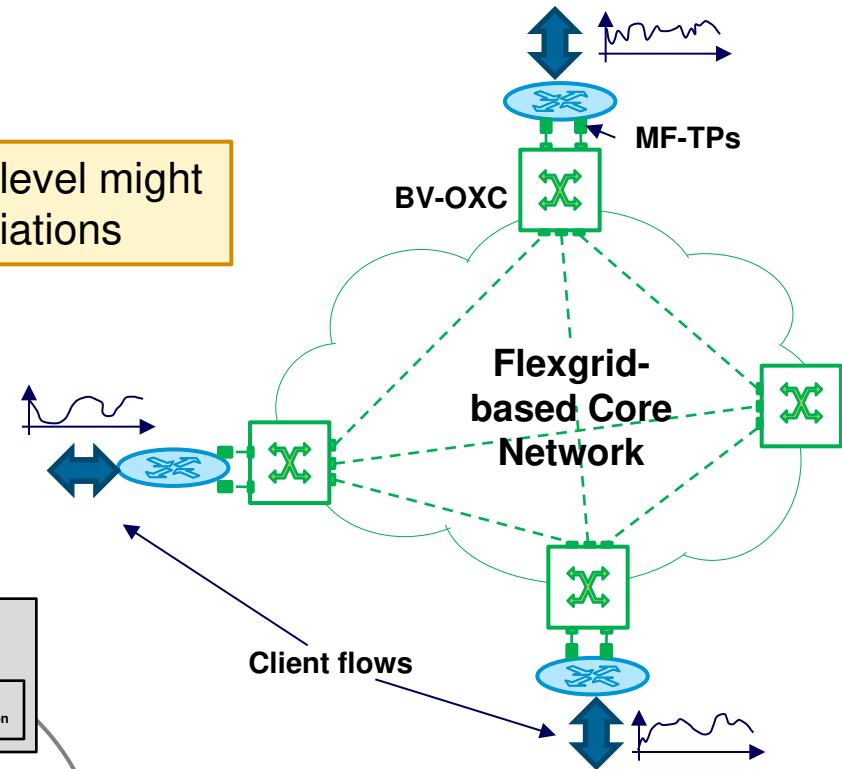 MF-TPs
level might
BV-OXC
iations
Flexgrid-
based Core
Network
Client flows